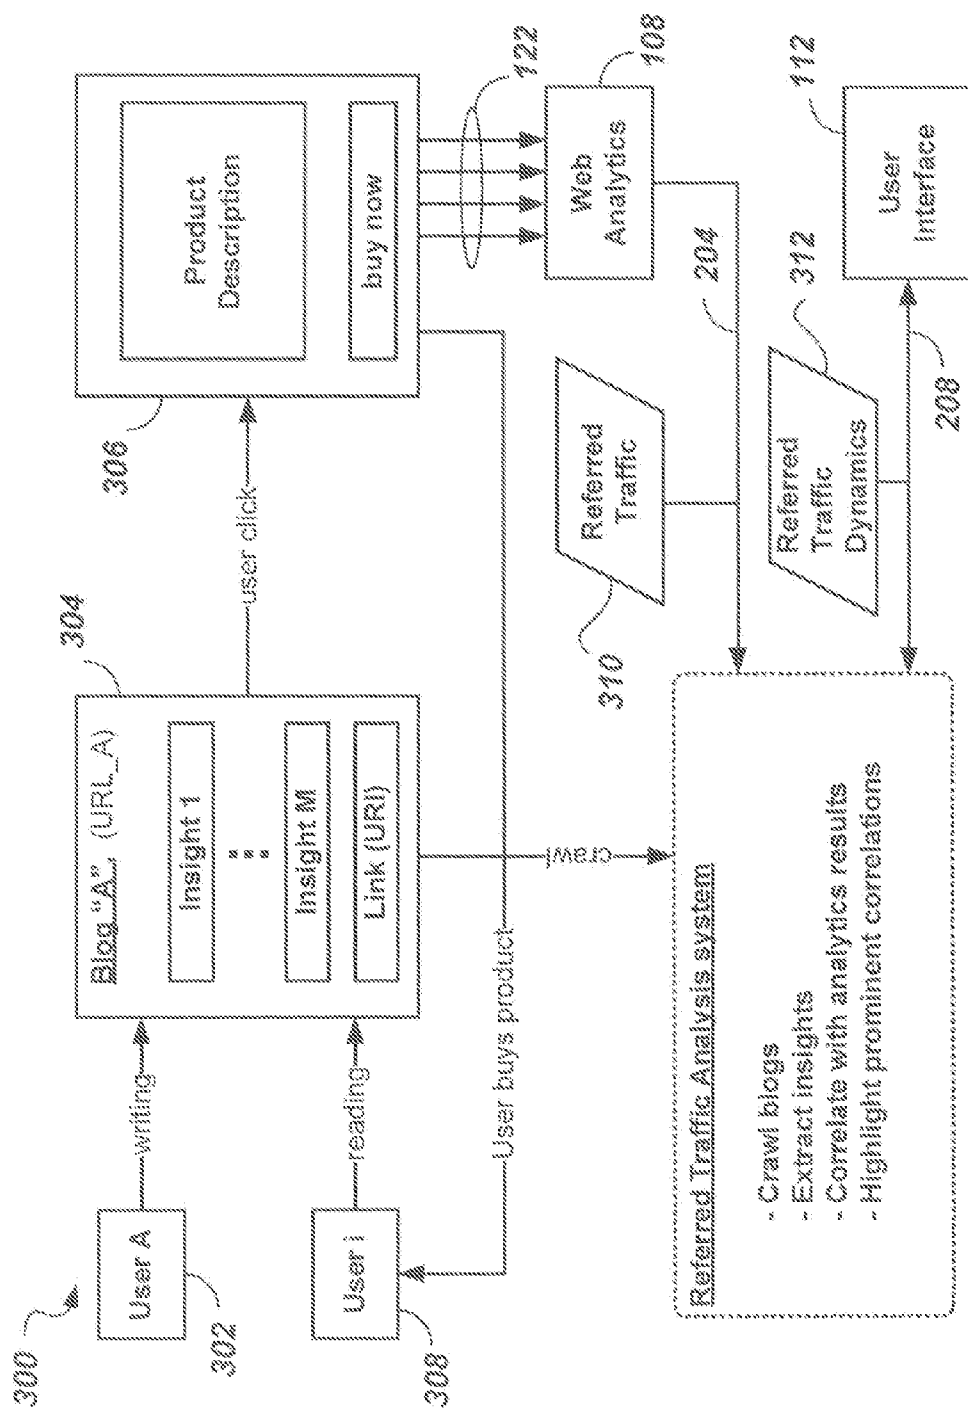 300
User A
302
writing
User i
308
reading
Blog "A", (URL_A)
Insight 1
Insight M
Link (URI)
304
user click
306
Product
Description
buy now
122
Web
Analytics
108
User buys product
crawl
Referred
Traffic
310
204
Referred
Traffic
Dynamics
312
208
User
Interface
112
Referred Traffic Analysis system
- Crawl blogs
- Extract insights
- Correlate with analytics results
- Highlight prominent correlations